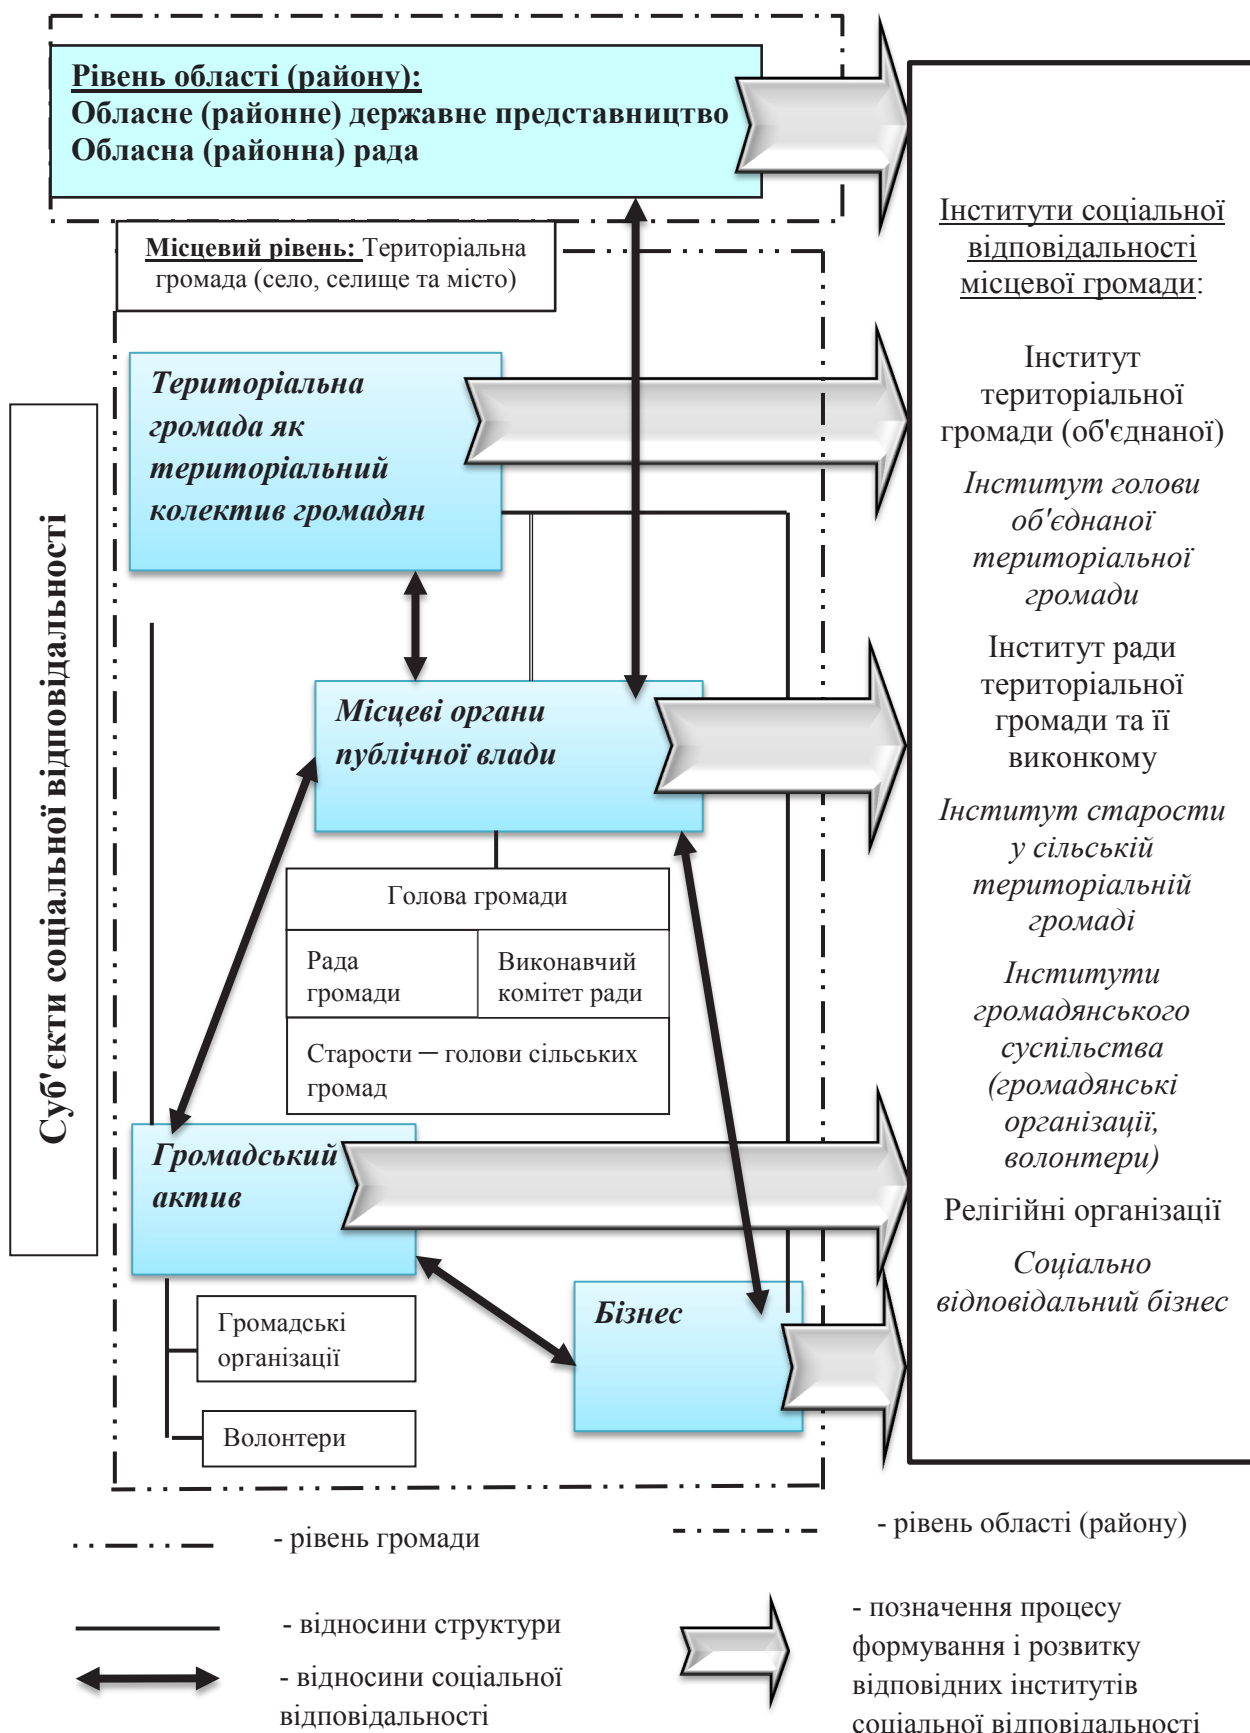 Рівень області (району):
Обласне (районне) державне представництво
Обласна (районна) рада
Місцевий рівень: Територіальна
громада (село, селище та місто)
Суб'єкти соціальної відповідальності
Територіальна
громада як
територіальний
колектив громадян
Місцеві органи
публічної влади
Голова громади
Рада
громади
Виконавчий
комітет ради
Старости – голови сільських
громад
Громадський
актив
Громадські
організації
Волонтери
Бізнес
Інститути соціальної
відповідальності
місцевої громади:
Інститут
територіальної
громади (об'єднаної)
Інститут голови
об'єднаної
територіальної
громади
Інститут ради
територіальної
громади та її
виконкому
Інститут старости
у сільській
територіальній
громаді
Інститути
громадянського
суспільства
(громадянські
організації,
волонтери)
Релігійні організації
Соціально
відповідальний бізнес
- рівень громади
- рівень області (району)
- відносини структури
- відносини соціальної
відповідальності
- позначення процесу
формування і розвитку
відповідних інститутів
соціальної відповідальності